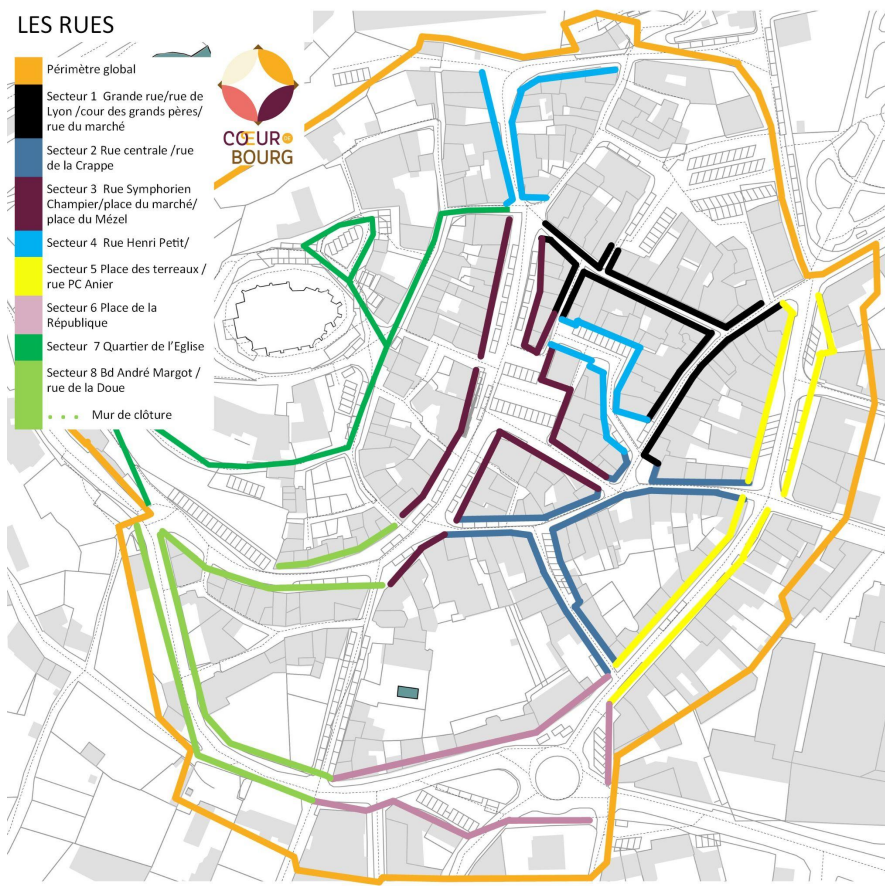 LES RUES
Périmètre global
Secteur 1 Grande rue/rue de
Lyon /cour des grands pères/
rue du marché
Secteur 2 Rue centrale /rue
de la Crappe
Secteur 3 Rue Symphorien
Champier/place du marché/
place du Mézel
Secteur 4 Rue Henri Petit/
Secteur 5 Place des terreaux /
rue PC Anier
Secteur 6 Place de la
République
Secteur 7 Quartier de l'Eglise
Secteur 8 Bd André Margot /
rue de la Doue
Mur de clôture
CŒUR DE
BOURG